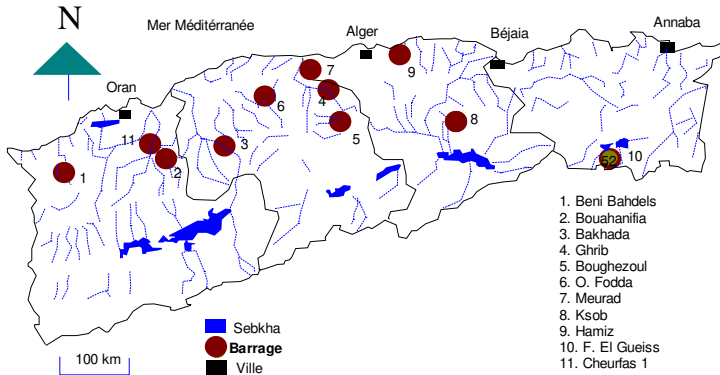 N
Mer Méditérranée
Alger
Béjaia
Annaba
Oran
7
9
4
6
5
8
11
2
3
1
52
10
1. Beni Bahdels
2. Bouahanifia
3. Bakhada
4. Ghrib
5. Boughezoul
6. O. Fodda
7. Meurad
8. Ksob
9. Hamiz
10. F. El Gueiss
11. Cheurfas 1
Sebkha
Barrage
Ville
100 km